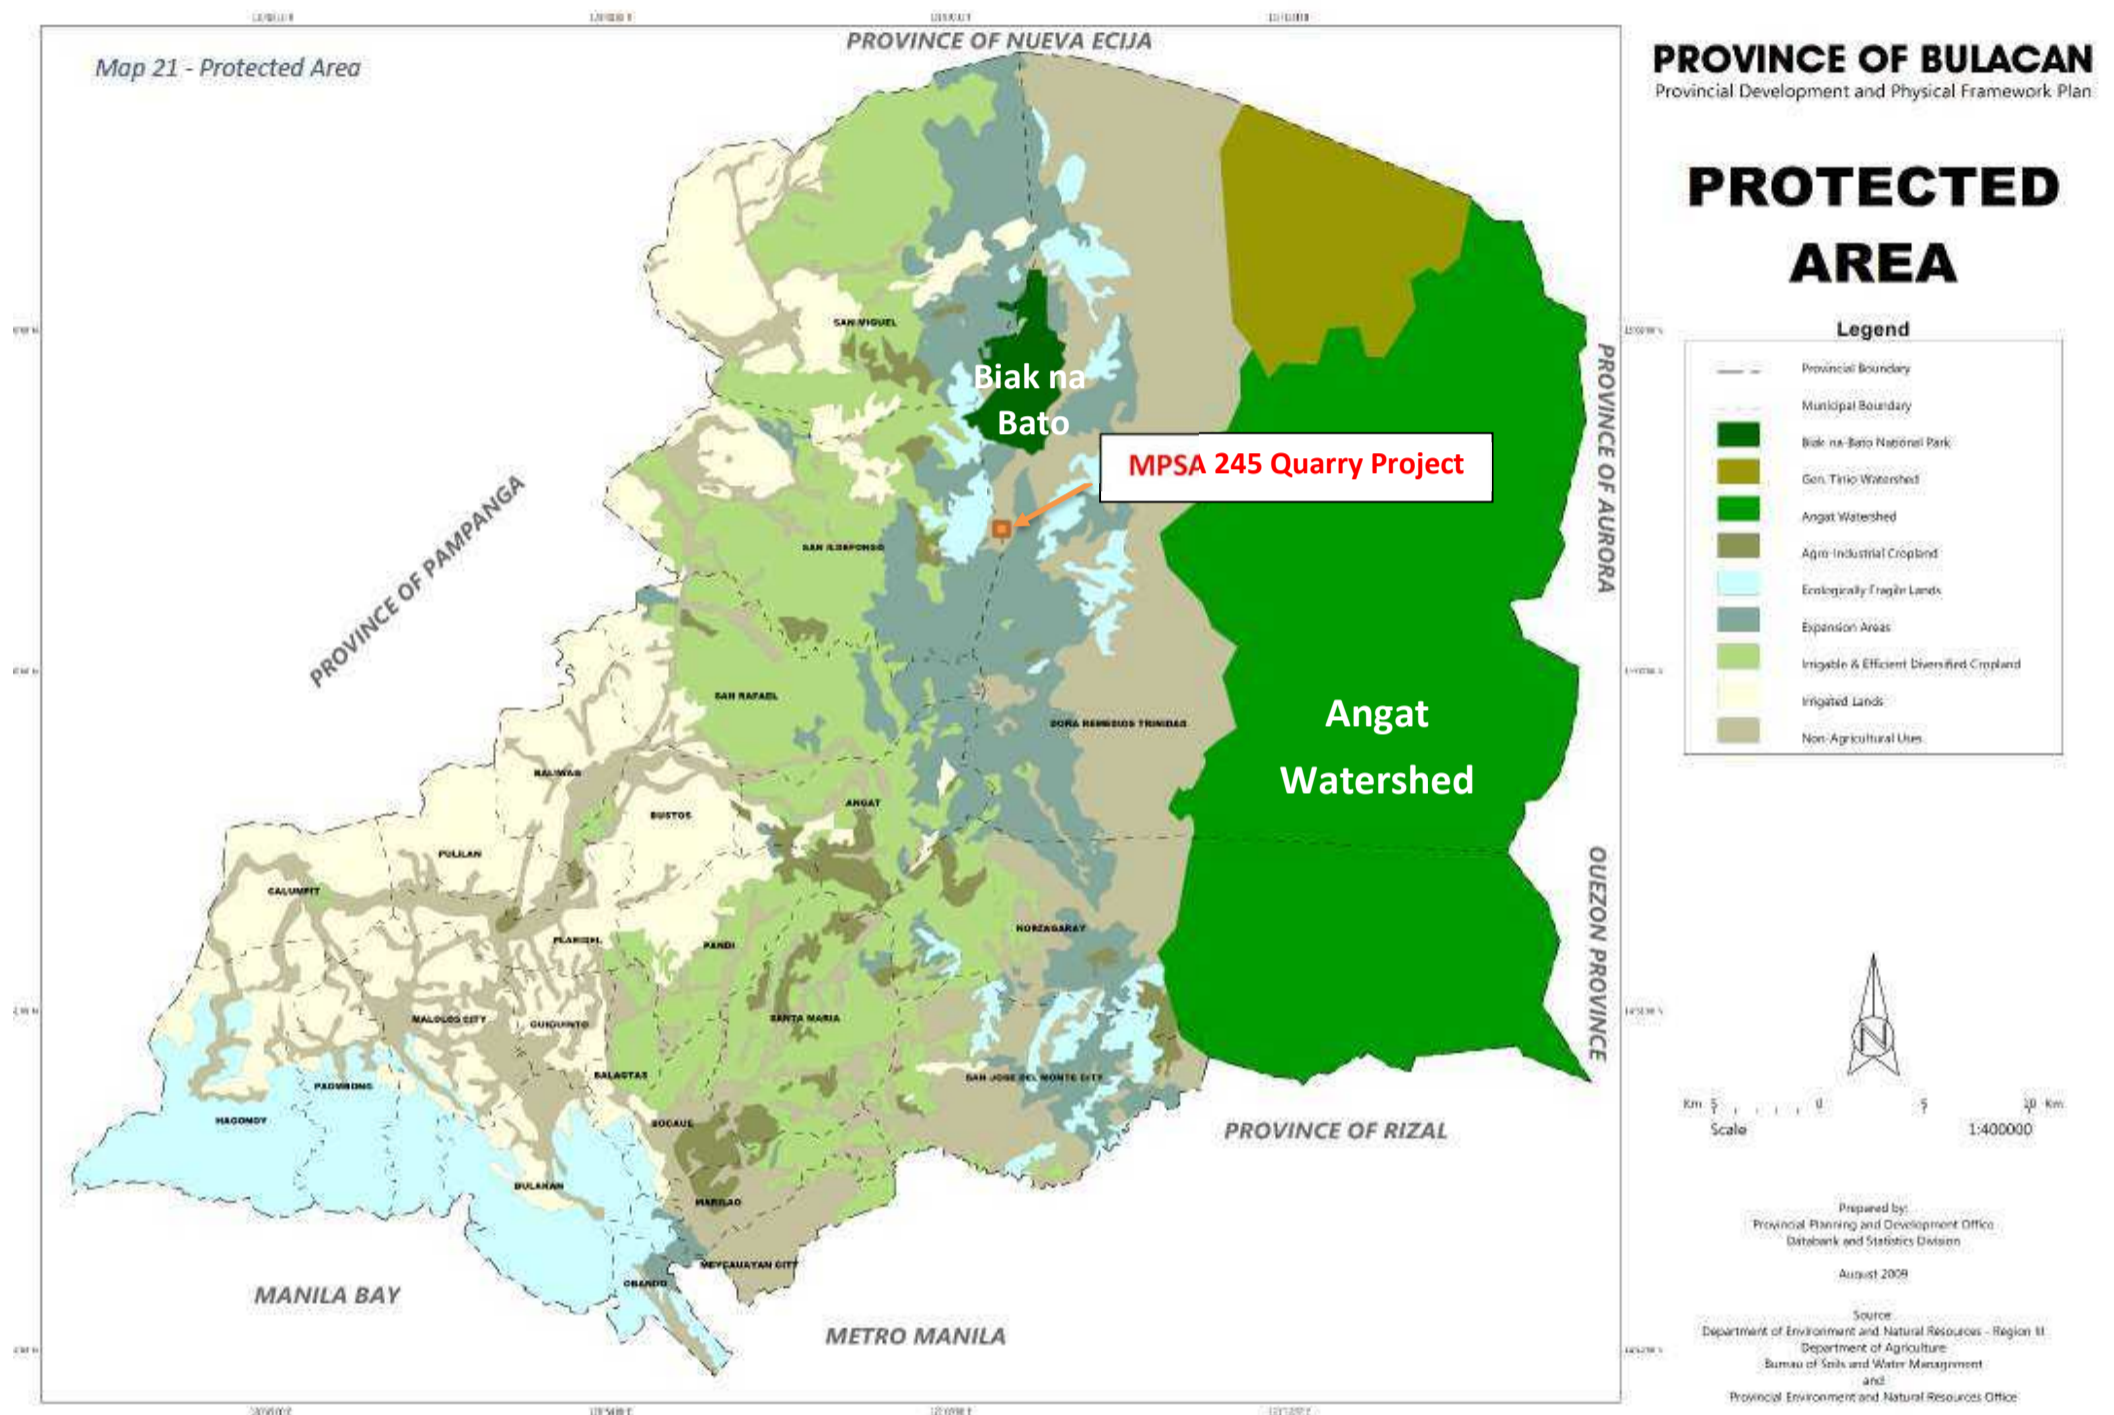 PROVINCE OF NUEVA ECIJA
Map 21 - Protected Area
PROVINCE OF BULACAN
Provincial Development and Physical Framework Plan
PROTECTED
AREA
Legend
Provincial Boundary
Municipal Boundary
Biak na-Bato National Park
Gen. Tinio Watershed
Angat Watershed
Agro-Industrial Cropland
Ecologically Fragile Lands
Expansion Areas
Irrigable & Efficient Diversified Cropland
Irrigated Lands
Non-Agricultural Uses
SAN MIGUEL
Biak na
Bato
MPSA 245 Quarry Project
PROVINCE OF AURORA
PROVINCE OF PAMPANGA
SAN ILDEFONSO
SAN RAFAEL
DOÑA REMEDIOS TRINIDAD
Angat
Watershed
BALIWAG
ANGAT
BUSTOS
PULILAN
CALUMPIT
QUEZON PROVINCE
NORZAGARAY
PLARIDEL
PANDI
MALOLOS CITY
GUIGUINTO
SANTA MARIA
BALAGTAS
SAN JOSE DEL MONTE CITY
PAOMBONG
HAGONOY
BOCAUE
PROVINCE OF RIZAL
BULAKAN
MARILAO
MEYCAUAYAN CITY
OBANDO
MANILA BAY
METRO MANILA
N
Km 5 0 5 10 Km
Scale 1:400000
Prepared by:
Provincial Planning and Development Office
Databank and Statistics Division
August 2009
Source
Department of Environment and Natural Resources - Region III
Department of Agriculture
Bureau of Soils and Water Management
and
Provincial Environment and Natural Resources Office